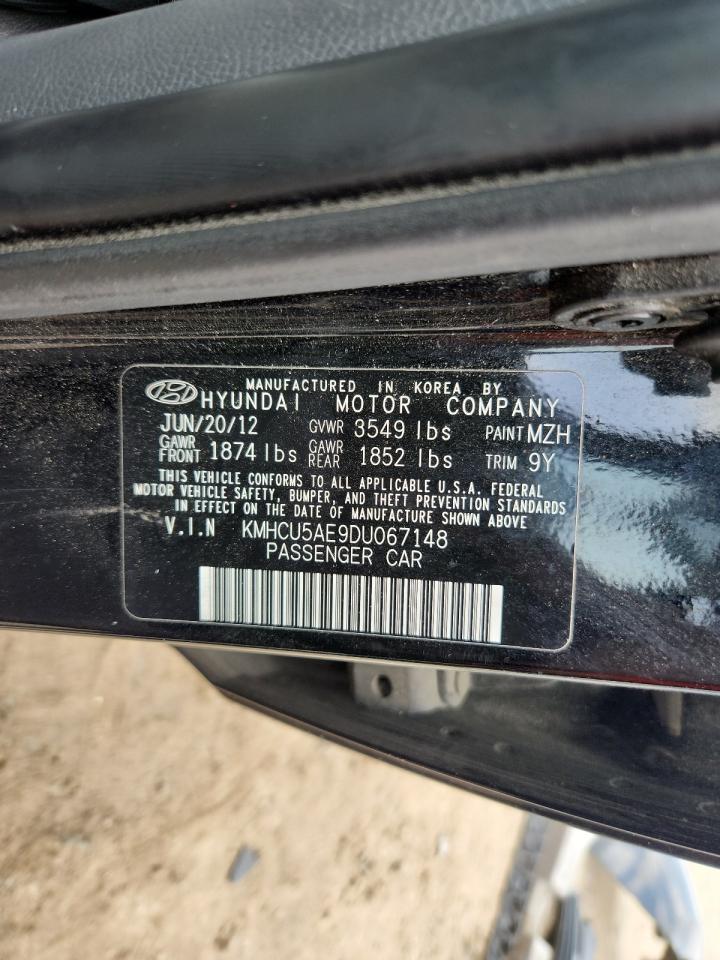 MANUFACTURED IN KOREA BY
HYUNDAI MOTOR COMPANY
JUN/20/12 GVWR 3549 lbs PAINT MZH
GAWR FRONT 1874 lbs GAWR REAR 1852 lbs TRIM 9Y
THIS VEHICLE CONFORMS TO ALL APPLICABLE U.S.A. FEDERAL
MOTOR VEHICLE SAFETY, BUMPER, AND THEFT PREVENTION STANDARDS
IN EFFECT ON THE DATE OF MANUFACTURE SHOWN ABOVE
V.I.N KMHCU5AE9DU067148
PASSENGER CAR